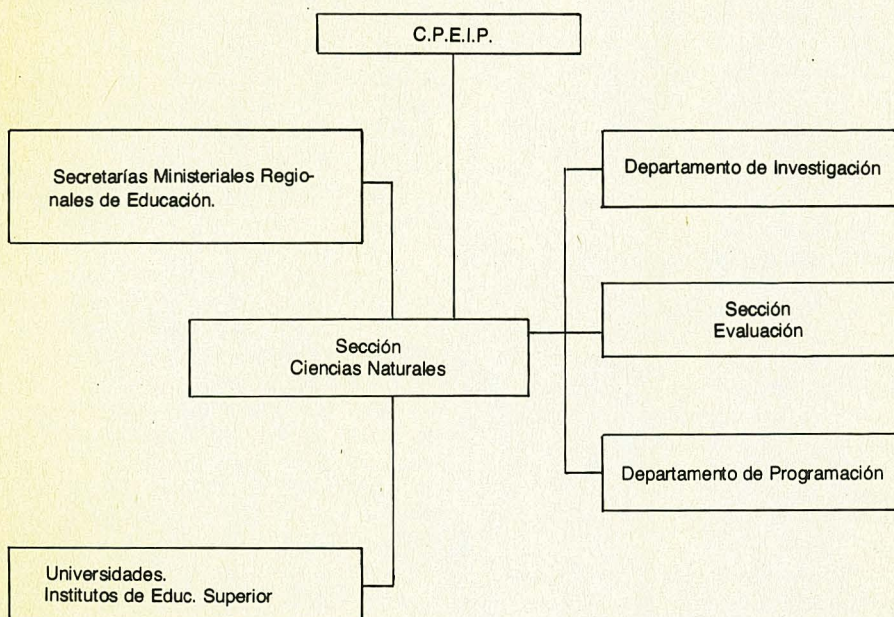 C.P.E.I.P.
Secretarías Ministeriales Regio-
nales de Educación.
Departamento de Investigación
Sección
Evaluación
Sección
Ciencias Naturales
Departamento de Programación
Universidades.
Institutos de Educ. Superior